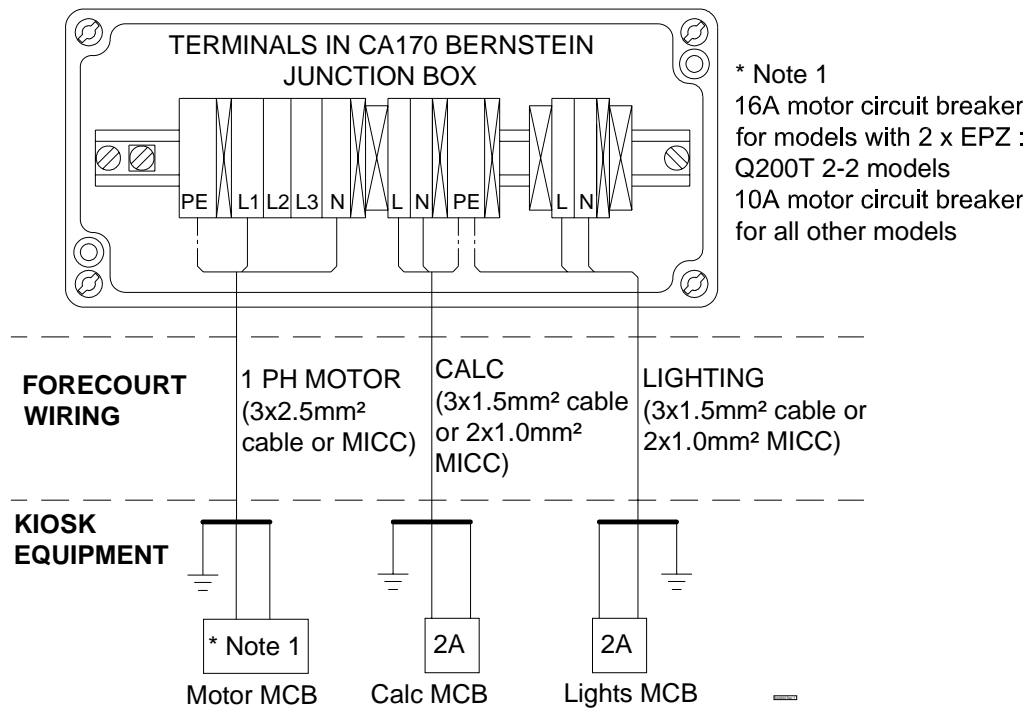 TERMINALS IN CA170 BERNSTEIN
JUNCTION BOX
PE L1 L2 L3 N L N PE L N
* Note 1
16A motor circuit breaker
for models with 2 x EPZ :
Q200T 2-2 models
10A motor circuit breaker
for all other models
FORECOURT
WIRING
1 PH MOTOR
(3x2.5mm²
cable or MICC)
CALC
(3x1.5mm² cable
or 2x1.0mm²
MICC)
LIGHTING
(3x1.5mm² cable or
2x1.0mm² MICC)
KIOSK
EQUIPMENT
* Note 1
2A
2A
Motor MCB
Calc MCB
Lights MCB